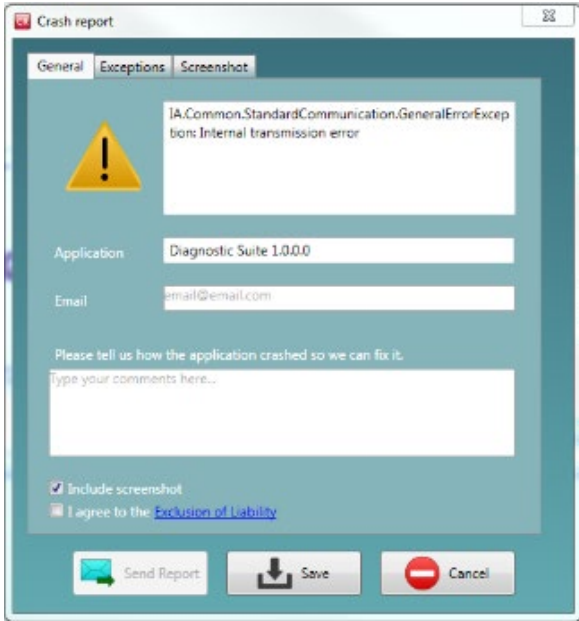 Crash report
General Exceptions Screenshot
IA.Common.StandardCommunication.GeneralErrorExcep
tion: Internal transmission error
Application Diagnostic Suite 1.0.0.0
Email email@email.com
Please tell us how the application crashed so we can fix it.
Type your comments here...
Include screenshot
I agree to the Exclusion of Liability
Send Report Save Cancel